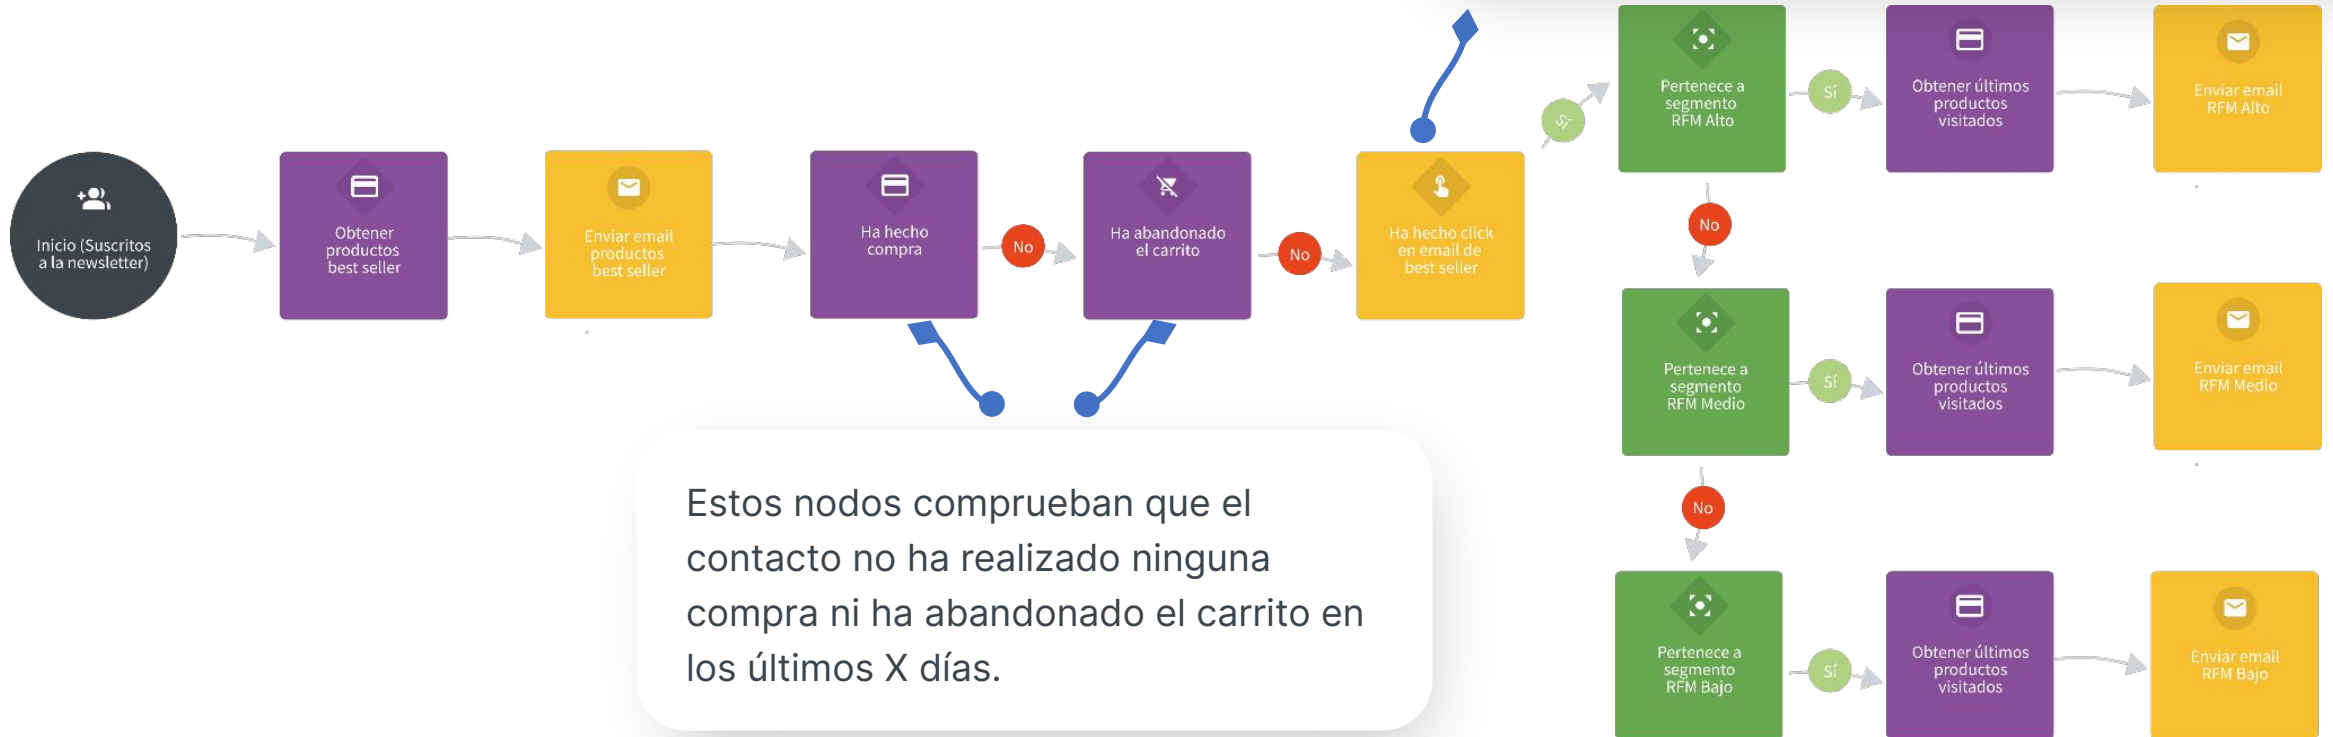 Inicio (Suscritos
a la newsletter)
Obtener
productos
best seller
Enviar email
productos
best seller
Ha hecho
compra
No
Ha abandonado
el carrito
No
Ha hecho click
en email de
best seller
Sí
Pertenece a
segmento
RFM Alto
Sí
Obtener últimos
productos
visitados
Enviar email
RFM Alto
No
Pertenece a
segmento
RFM Medio
Sí
Obtener últimos
productos
visitados
Enviar email
RFM Medio
No
Pertenece a
segmento
RFM Bajo
Sí
Obtener últimos
productos
visitados
Enviar email
RFM Bajo
Estos nodos comprueban que el
contacto no ha realizado ninguna
compra ni ha abandonado el carrito en
los últimos X días.